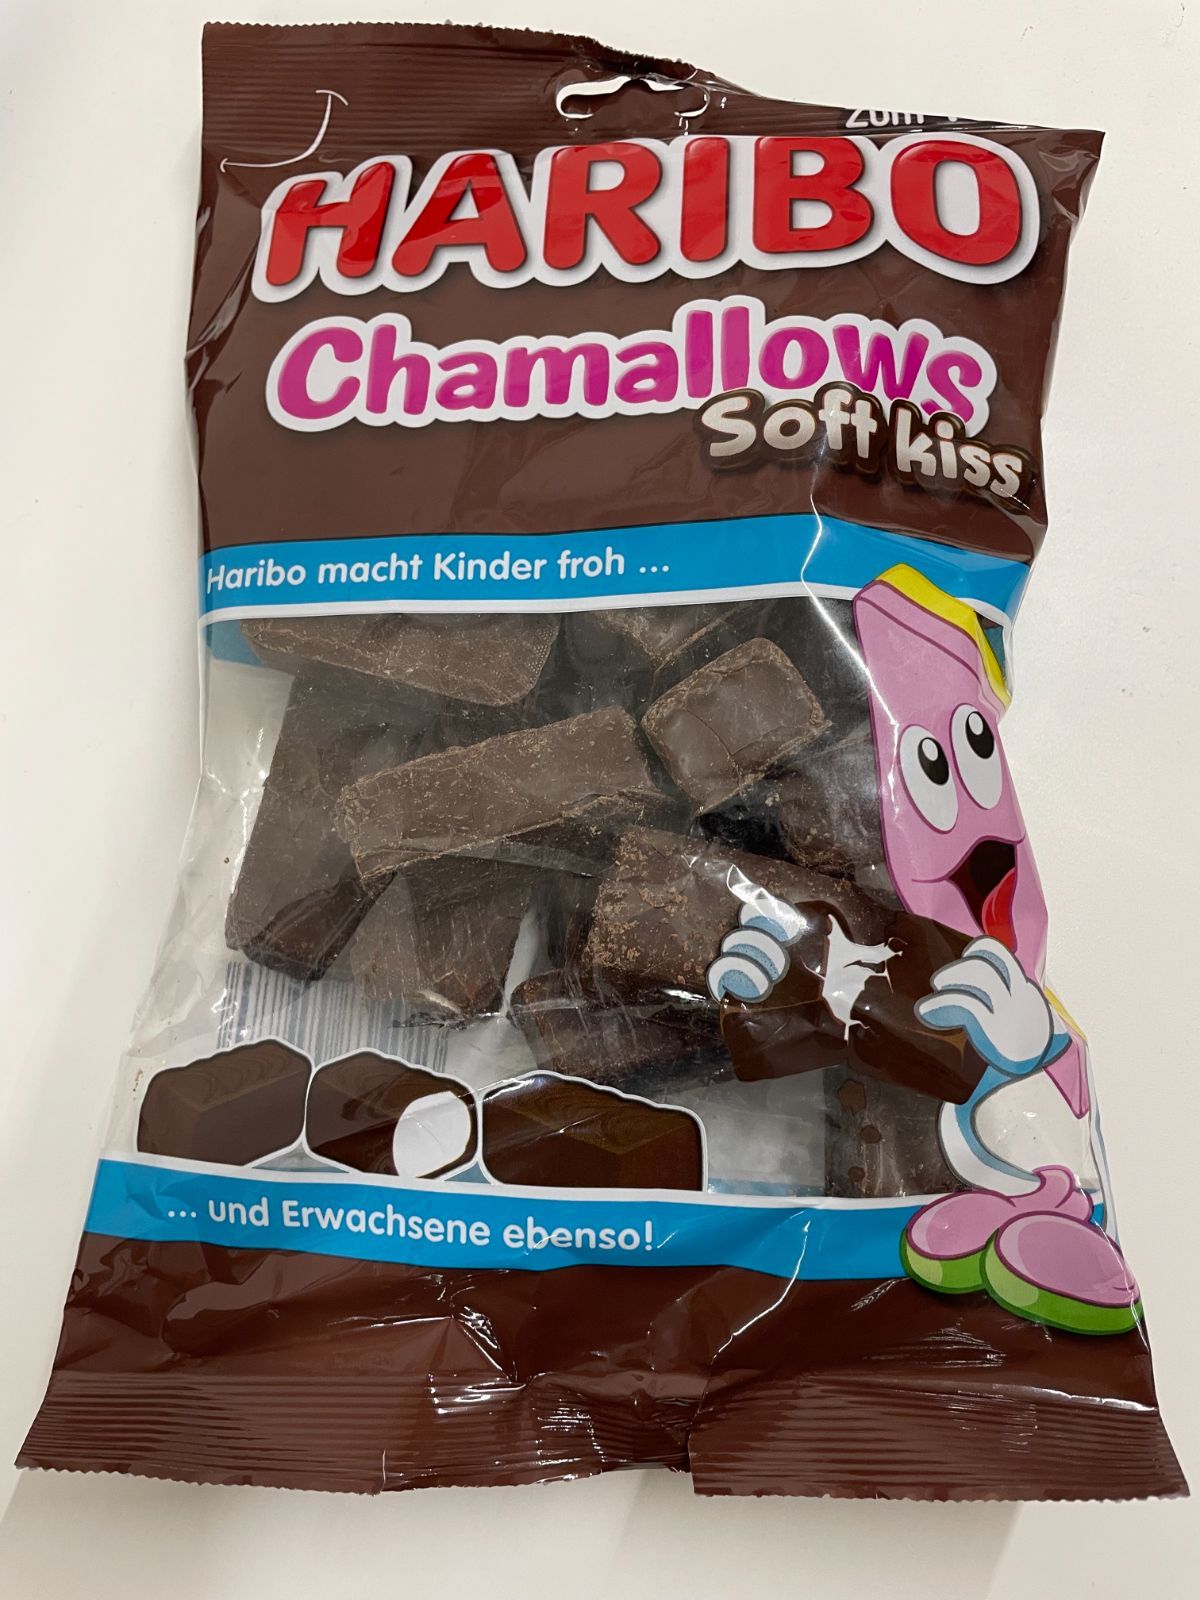 HARIBO
Chamallows
Soft kiss
Haribo macht Kinder froh ...
... und Erwachsene ebenso!